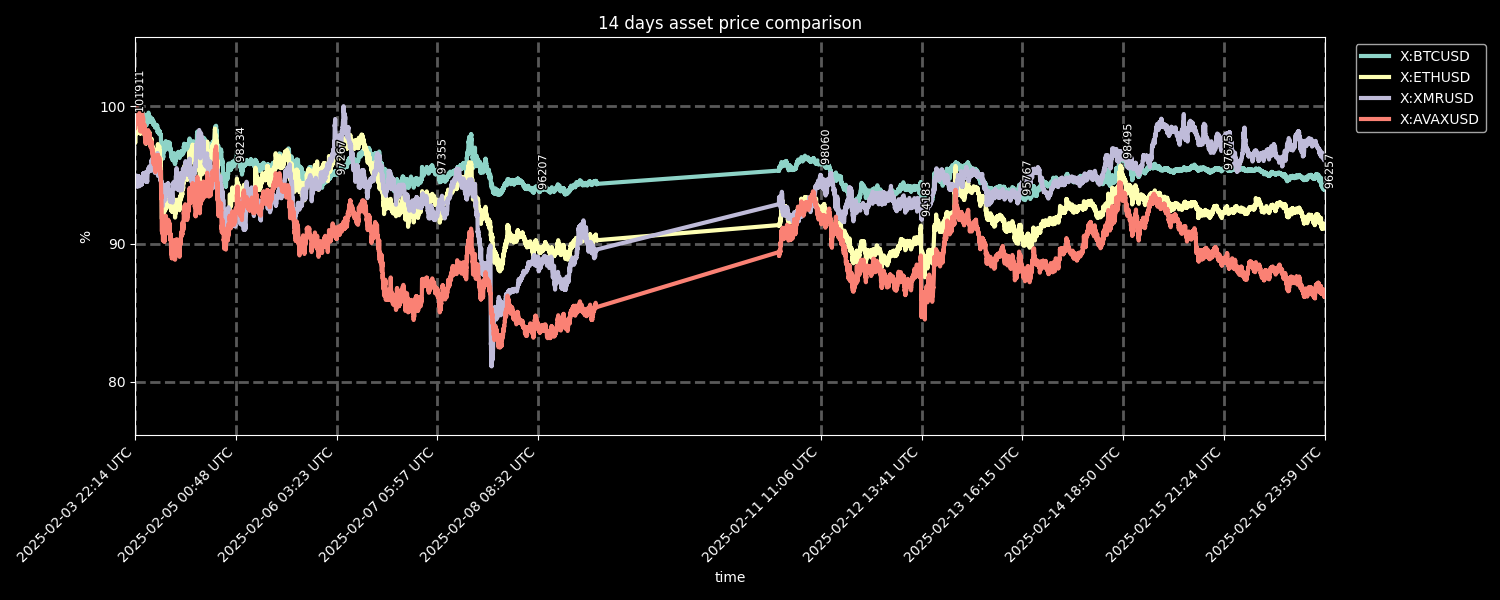 14 days asset price comparison
X:BTCUSD
X:ETHUSD
X:XMRUSD
X:AVAXUSD
100
90
80
%
101911
98234
97267
97355
96207
98060
94183
95767
98495
97675
96257
2025-02-03 22:14 UTC
2025-02-05 00:48 UTC
2025-02-06 03:23 UTC
2025-02-07 05:57 UTC
2025-02-08 08:32 UTC
2025-02-11 11:06 UTC
2025-02-12 13:41 UTC
2025-02-13 16:15 UTC
2025-02-14 18:50 UTC
2025-02-15 21:24 UTC
2025-02-16 23:59 UTC
time